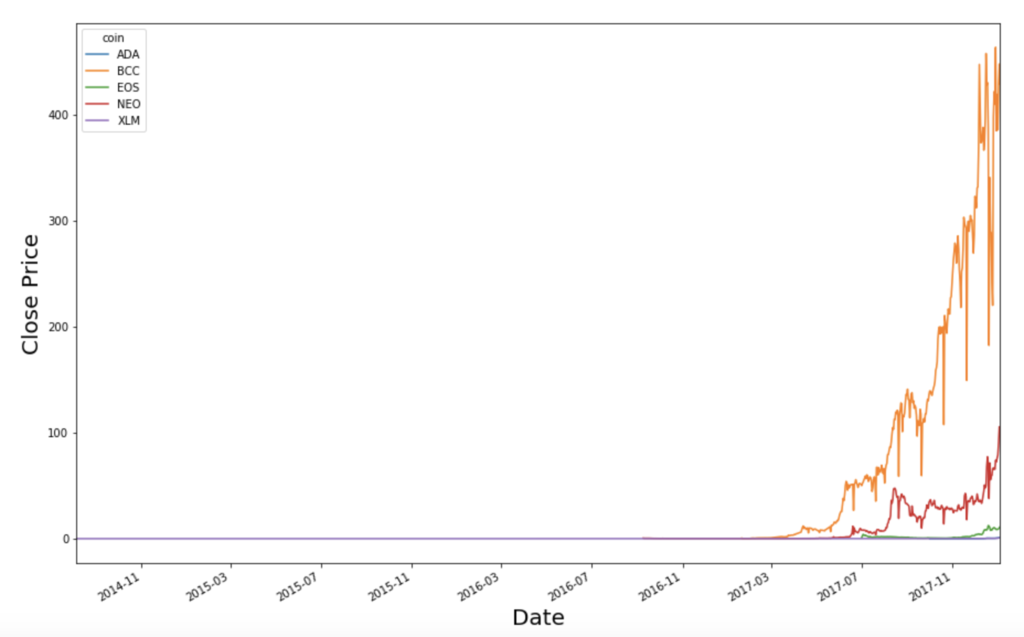 coin
ADA
BCC
EOS
NEO
XLM
Close Price
400
300
200
100
0
2014-11
2015-03
2015-07
2015-11
2016-03
2016-07
2016-11
2017-03
2017-07
2017-11
Date